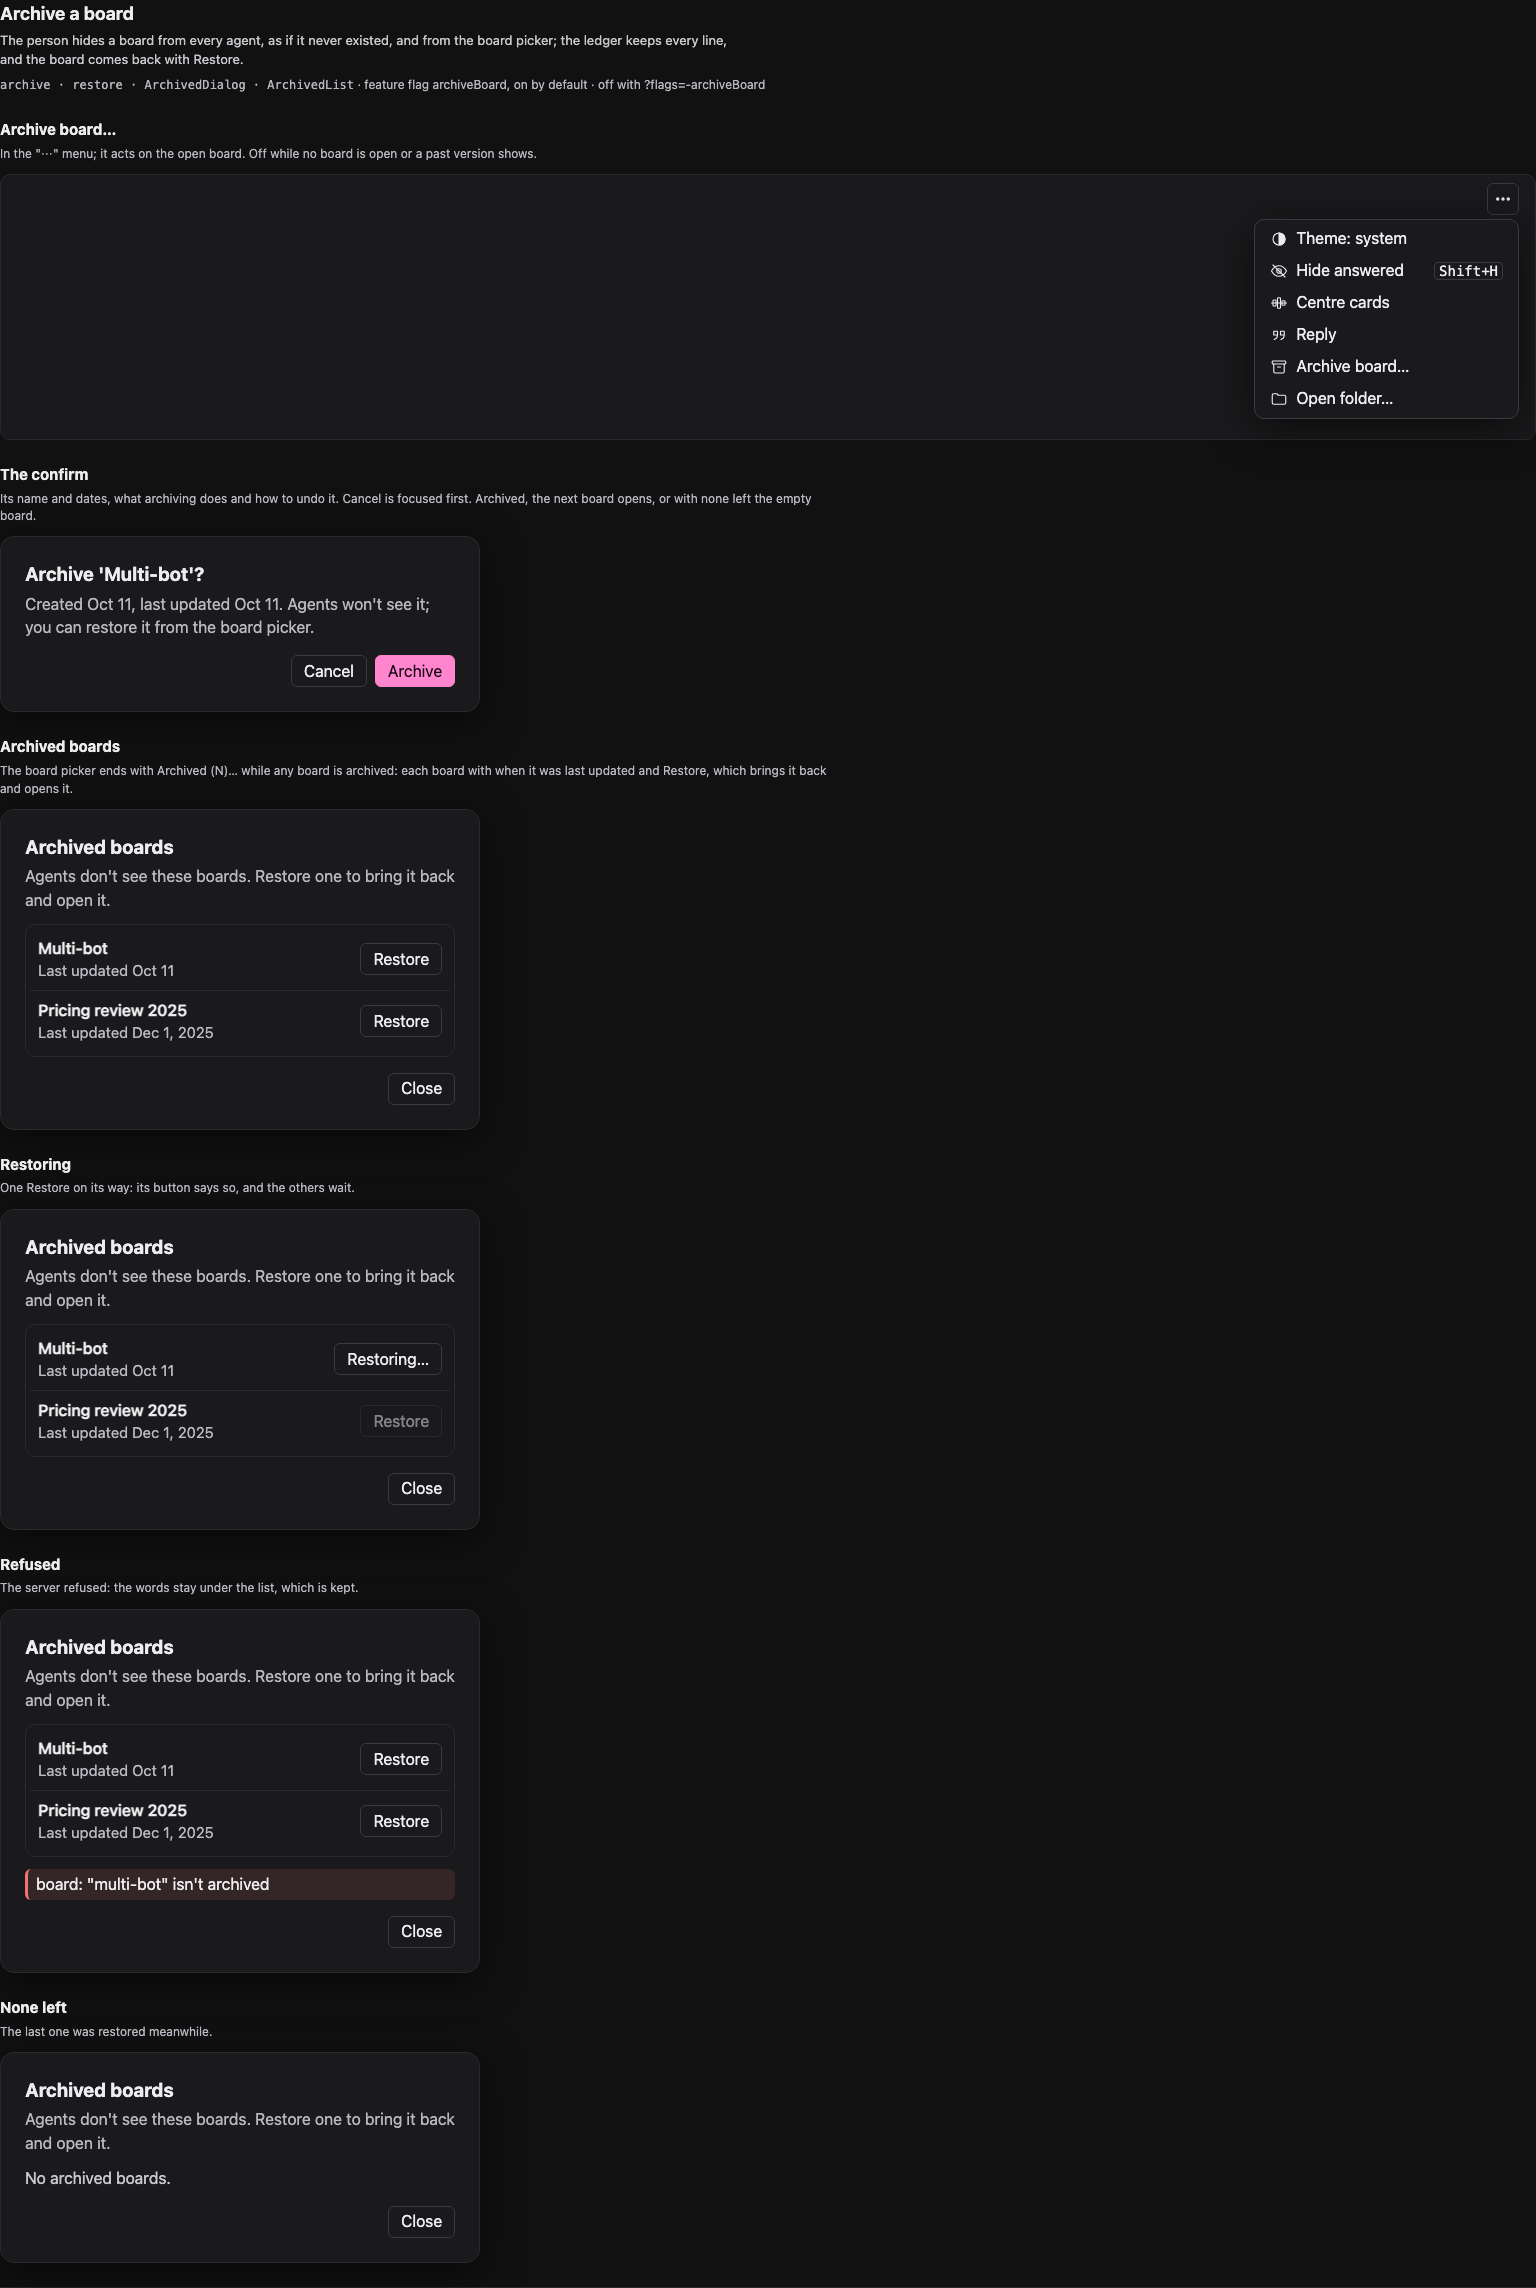 Archive a board
The person hides a board from every agent, as if it never existed, and from the board picker; the ledger keeps every line,
and the board comes back with Restore.
archive · restore · ArchivedDialog · ArchivedList · feature flag archiveBoard, on by default · off with ?flags=-archiveBoard
Archive board...
In the "···" menu; it acts on the open board. Off while no board is open or a past version shows.
Theme: system
Hide answered Shift+H
Centre cards
Reply
Archive board...
Open folder...
The confirm
Its name and dates, what archiving does and how to undo it. Cancel is focused first. Archived, the next board opens, or with none left the empty
board.
Archive 'Multi-bot'?
Created Oct 11, last updated Oct 11. Agents won't see it;
you can restore it from the board picker.
Cancel Archive
Archived boards
The board picker ends with Archived (N)... while any board is archived: each board with when it was last updated and Restore, which brings it back
and opens it.
Archived boards
Agents don't see these boards. Restore one to bring it back
and open it.
Multi-bot
Last updated Oct 11
Restore
Pricing review 2025
Last updated Dec 1, 2025
Restore
Close
Restoring
One Restore on its way: its button says so, and the others wait.
Archived boards
Agents don't see these boards. Restore one to bring it back
and open it.
Multi-bot
Last updated Oct 11
Restoring...
Pricing review 2025
Last updated Dec 1, 2025
Restore
Close
Refused
The server refused: the words stay under the list, which is kept.
Archived boards
Agents don't see these boards. Restore one to bring it back
and open it.
Multi-bot
Last updated Oct 11
Restore
Pricing review 2025
Last updated Dec 1, 2025
Restore
board: "multi-bot" isn't archived
Close
None left
The last one was restored meanwhile.
Archived boards
Agents don't see these boards. Restore one to bring it back
and open it.
No archived boards.
Close